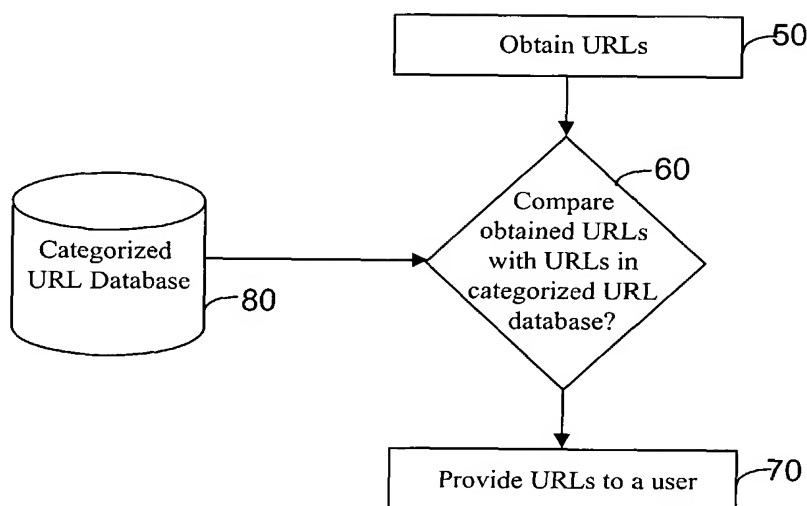 Obtain URLs
50
60
Compare
obtained URLs
with URLs in
categorized URL
database?
Categorized
URL Database
80
Provide URLs to a user
70